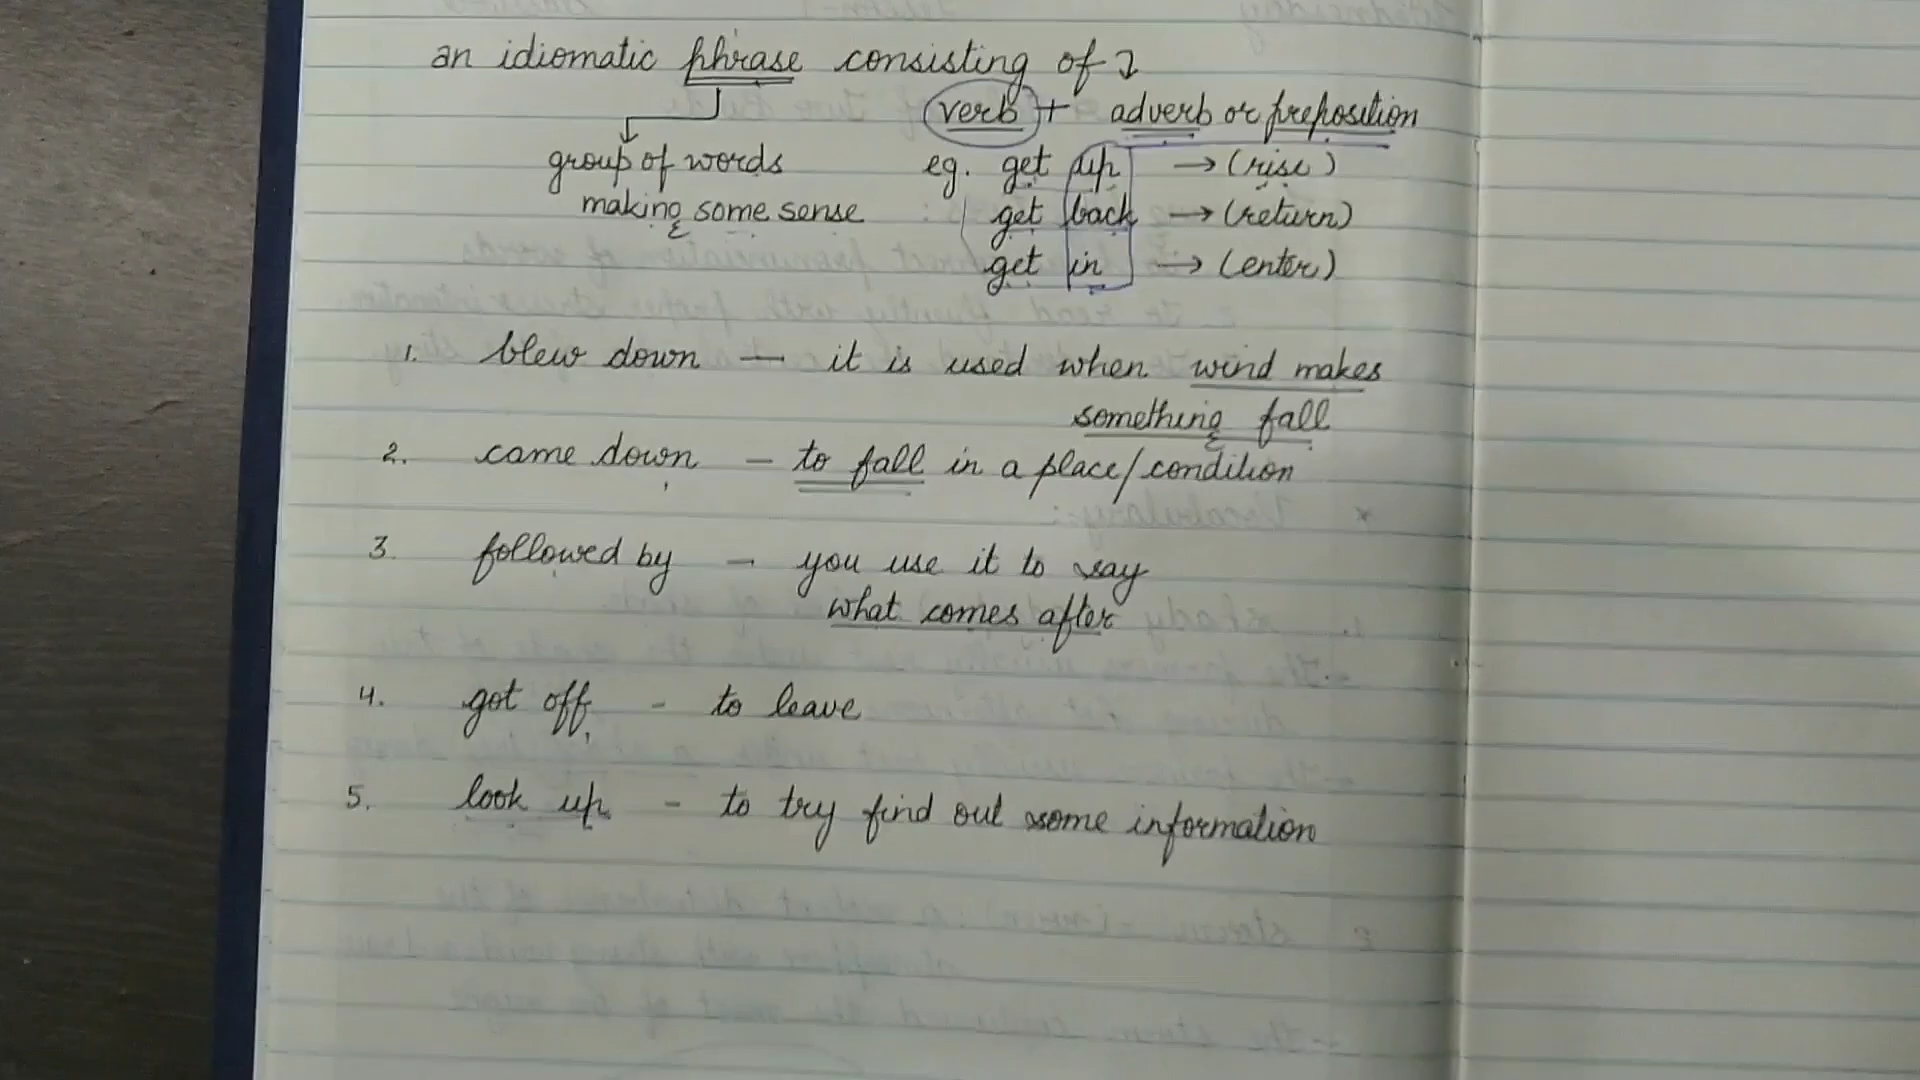 an idiomatic phrase consisting of
verb + adverb or preposition
group of words eg. get up → (rise)
making some sense get back → (return)
get in → (enter)
1. blew down — it is used when wind makes
something fall
2. came down – to fall in a place/condition
3. followed by – you use it to say
what comes after
4. got off – to leave
5. look up – to try find out some information